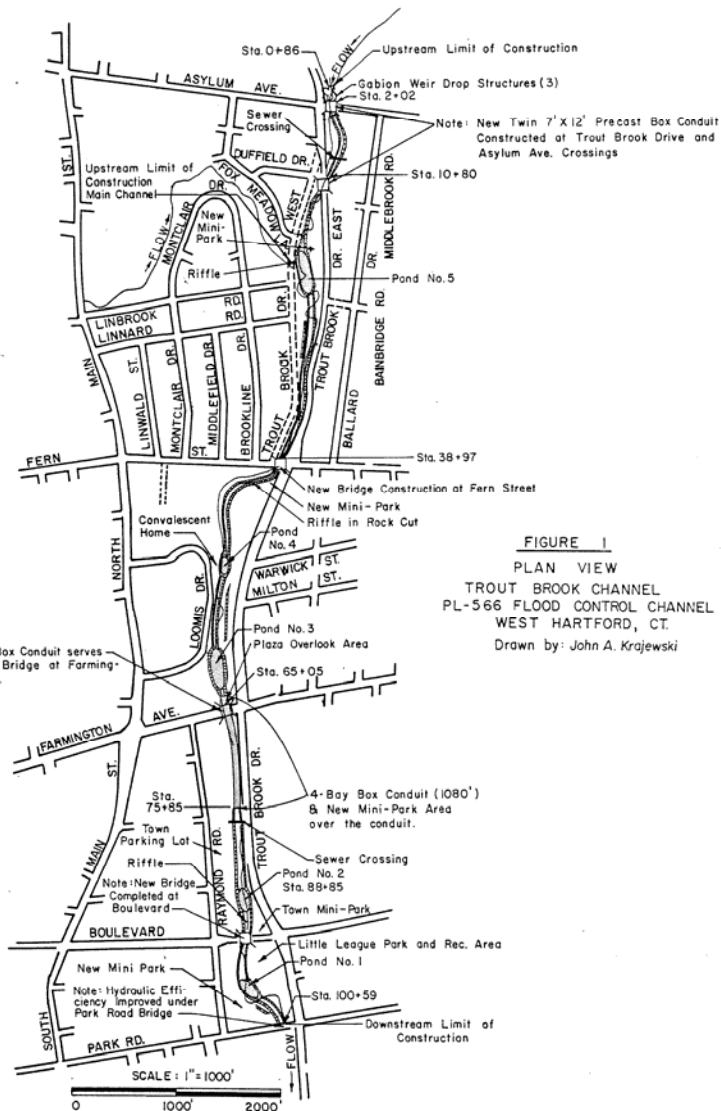 Sta. 0+86
FLOW
Upstream Limit of Construction
ASYLUM AVE.
Gabion Weir Drop Structures (3)
Sta. 2+02
Sewer
Crossing
Note: New Twin 7' X 12' Precast Box Conduit
Constructed at Trout Brook Drive and
Asylum Ave. Crossings
ST.
DUFFIELD DR.
Upstream Limit of
Construction
Main Channel
FOX MEADOW
DR.
WEST
Sta. 10+80
MIDDLEBROOK RD.
New
Mini-
Park
MONTCLAIR
FLOW
Riffle
DR. EAST
DR.
Pond No. 5
LINBROOK RD.
LINNARD RD.
DR.
BROOK
TROUT BROOK
BAINBRIDGE RD.
MAIN
LINWALD ST.
MONTCLAIR DR.
MIDDLEFIELD DR.
BROOKLINE
TROUT
BALLARD
FERN
ST.
Sta. 38+97
New Bridge Construction at Fern Street
New Mini-Park
Riffle in Rock Cut
Convalescent
Home
Pond
No. 4
NORTH
WARWICK ST.
MILTON ST.
LOOMIS DR.
FIGURE 1
PLAN VIEW
TROUT BROOK CHANNEL
PL-566 FLOOD CONTROL CHANNEL
WEST HARTFORD, CT.
Drawn by: John A. Krajewski
Pond No. 3
Plaza Overlook Area
Box Conduit serves
Bridge at Farming-
Sta. 65+05
FARMINGTON AVE.
ST.
TROUT BROOK DR.
Sta.
75+85
4-Bay Box Conduit (1080')
& New Mini-Park Area
over the conduit.
Town
Parking Lot
RAYMOND RD.
Sewer Crossing
MAIN
Riffle
Pond No. 2
Sta. 88+85
Note: New Bridge
Completed at
Boulevard
Town Mini-Park
BOULEVARD
Little League Park and Rec. Area
New Mini Park
Pond No. 1
Note: Hydraulic Effi-
ciency Improved under
Park Road Bridge
Sta. 100+59
SOUTH
PARK RD.
Downstream Limit of
Construction
FLOW
SCALE: 1"=1000'
0 1000' 2000'